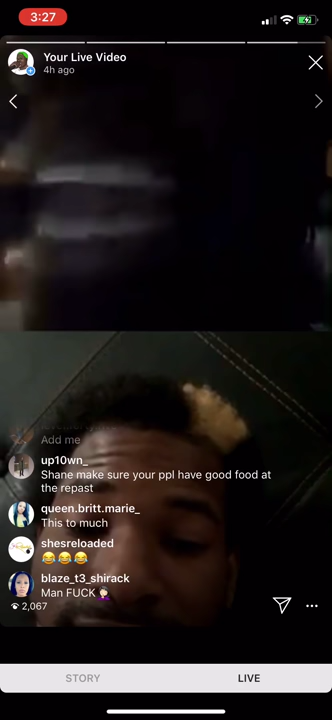 3:27
Your Live Video
4h ago
Add me
up10wn_
Shane make sure your ppl have good food at
the repast
queen.britt.marie_
This to much
shesreloaded
😂😂😂
blaze_t3_shirack
Man FUCK🤦🏻‍♀️
2,067
STORY
LIVE